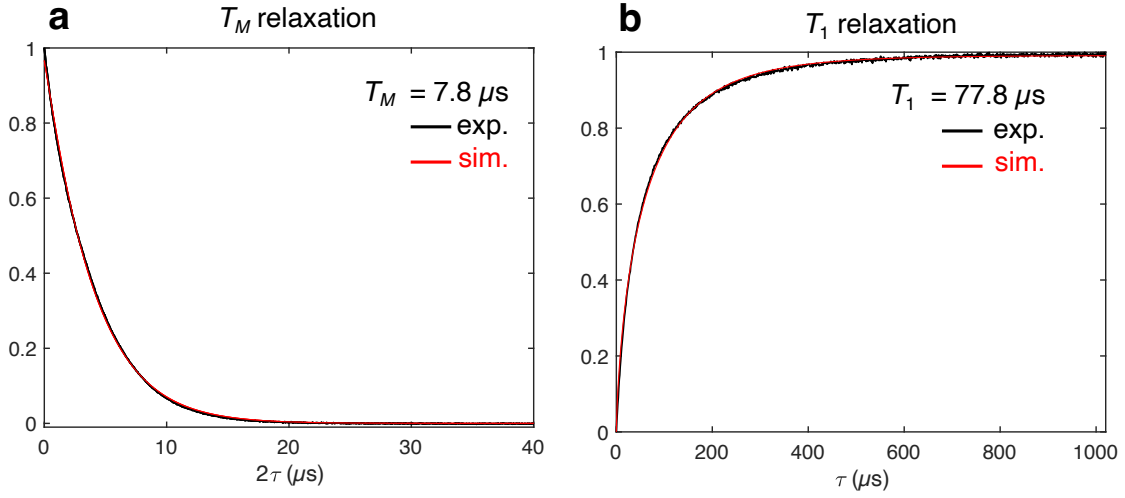 a
T_M relaxation
1
0.8
0.6
0.4
0.2
0
T_M = 7.8 µs
exp.
sim.
0 10 20 30 40
2τ (µs)
b
T_1 relaxation
1
0.8
0.6
0.4
0.2
0
T_1 = 77.8 µs
exp.
sim.
0 200 400 600 800 1000
τ (µs)